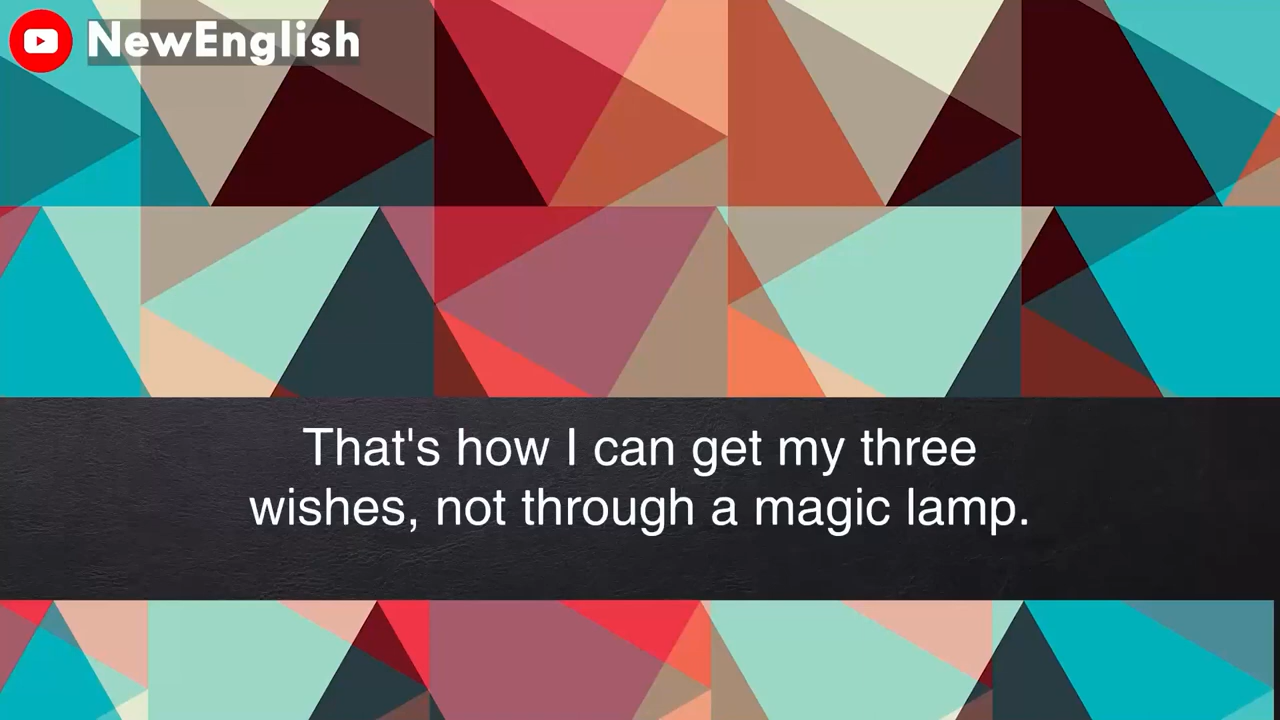 NewEnglish
That's how I can get my three
wishes, not through a magic lamp.